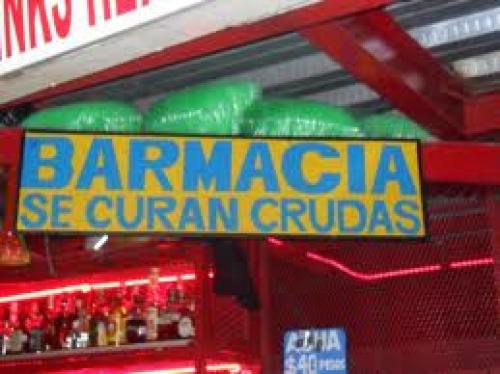 BARMACIA
SE CURAN CRUDAS
$40 PESOS